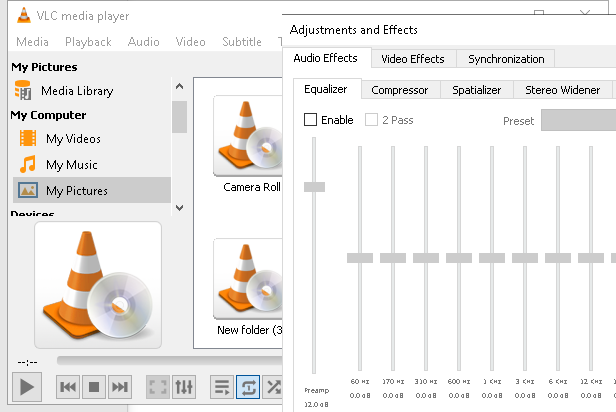 VLC media player
Media Playback Audio Video Subtitle
My Pictures
Media Library
My Computer
My Videos
My Music
My Pictures
Devices
Camera Roll
New folder (3
--:--
Adjustments and Effects
Audio Effects Video Effects Synchronization
Equalizer Compressor Spatializer Stereo Widener
Enable 2 Pass Preset
60 Hz 170 Hz 310 Hz 600 Hz 1 KHz 3 KHz 6 KHz 12 KHz
0.0 dB 0.0 dB 0.0 dB 0.0 dB 0.0 dB 0.0 dB 0.0 dB 0.0 dB
Preamp
12.0 dB